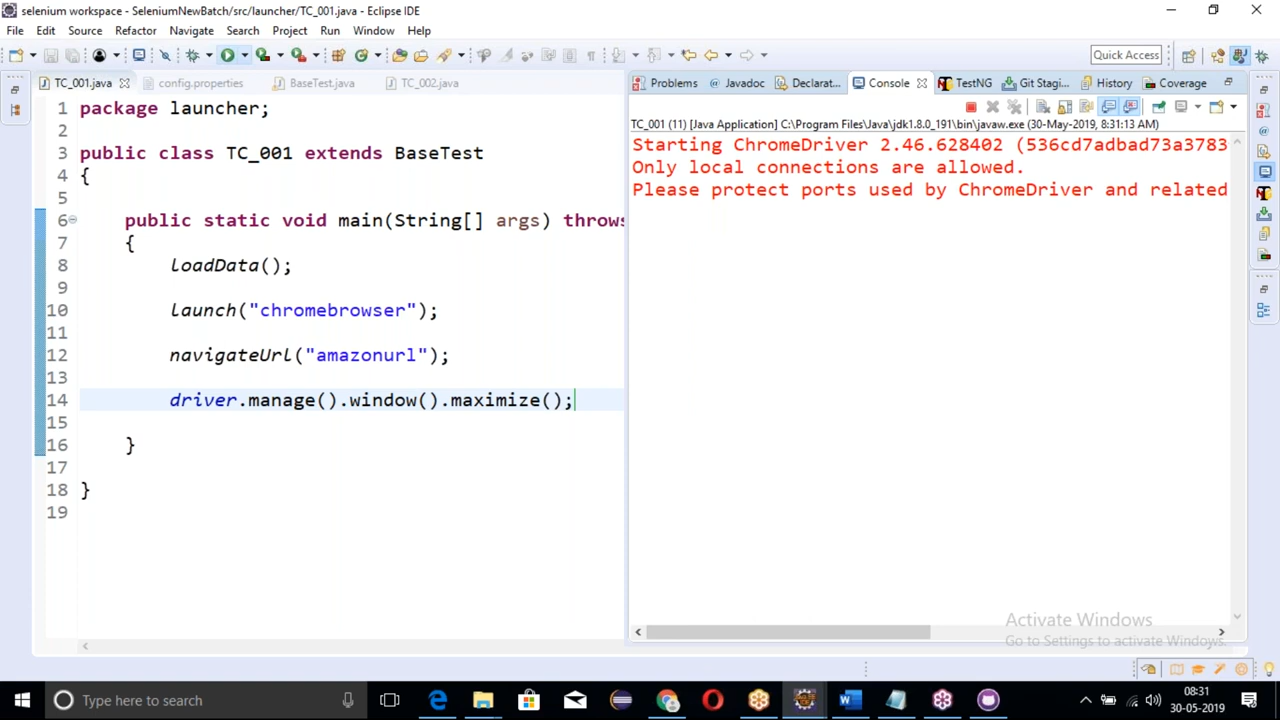 selenium workspace - SeleniumNewBatch/src/launcher/TC_001.java - Eclipse IDE
File Edit Source Refactor Navigate Search Project Run Window Help
Quick Access
TC_001.java config.properties BaseTest.java TC_002.java
Problems @ Javadoc Declarat... Console TestNG Git Stagi... History Coverage
TC_001 (11) [Java Application] C:\Program Files\Java\jdk1.8.0_191\bin\javaw.exe (30-May-2019, 8:31:13 AM)
Starting ChromeDriver 2.46.628402 (536cd7adbad73a3783
Only local connections are allowed.
Please protect ports used by ChromeDriver and related
1 package launcher;
2
3 public class TC_001 extends BaseTest
4 {
5
6 public static void main(String[] args) throws
7 {
8 loadData();
9
10 launch("chromebrowser");
11
12 navigateUrl("amazonurl");
13
14 driver.manage().window().maximize();
15
16 }
17
18 }
19
Activate Windows
Go to Settings to activate Windows.
Type here to search
08:31
30-05-2019